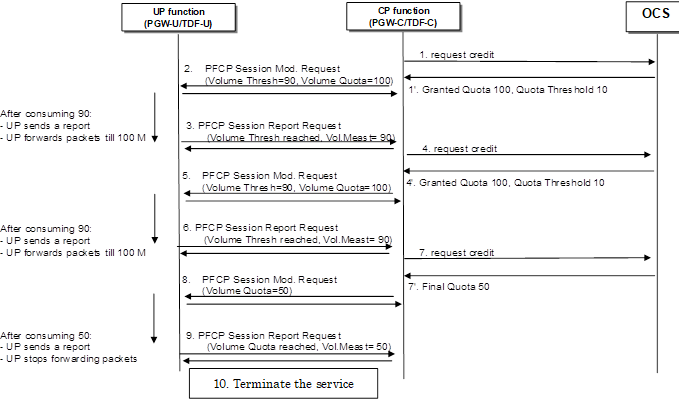 UP function
(PGW-U/TDF-U)
CP function
(PGW-C/TDF-C)
OCS
1. request credit
2. PFCP Session Mod. Request
(Volume Thresh=90, Volume Quota=100)
1'. Granted Quota 100, Quota Threshold 10
After consuming 90:
- UP sends a report
- UP forwards packets till 100 M
3. PFCP Session Report Request
(Volume Thresh reached, Vol.Meast= 90)
4. request credit
5. PFCP Session Mod. Request
(Volume Thresh=90, Volume Quota=100)
4'. Granted Quota 100, Quota Threshold 10
After consuming 90:
- UP sends a report
- UP forwards packets till 100 M
6. PFCP Session Report Request
(Volume Thresh reached, Vol.Meast= 90)
7. request credit
8. PFCP Session Mod. Request
(Volume Quota=50)
7'. Final Quota 50
After consuming 50:
- UP sends a report
- UP stops forwarding packets
9. PFCP Session Report Request
(Volume Quota reached, Vol.Meast= 50)
10. Terminate the service